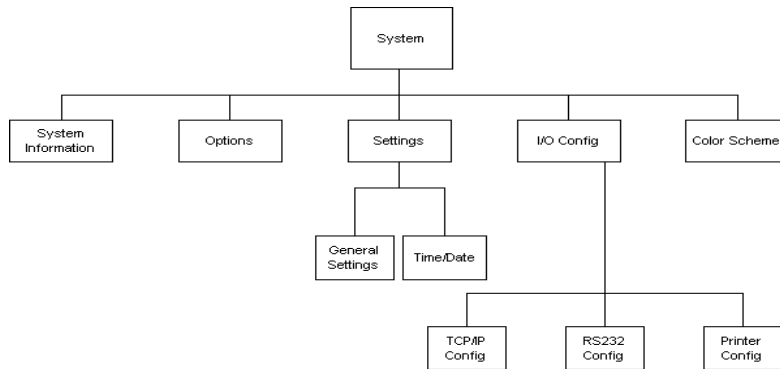 System
System
Information
Options
Settings
I/O Config
Color Scheme
General
Settings
Time/Date
TCP/IP
Config
RS232
Config
Printer
Config